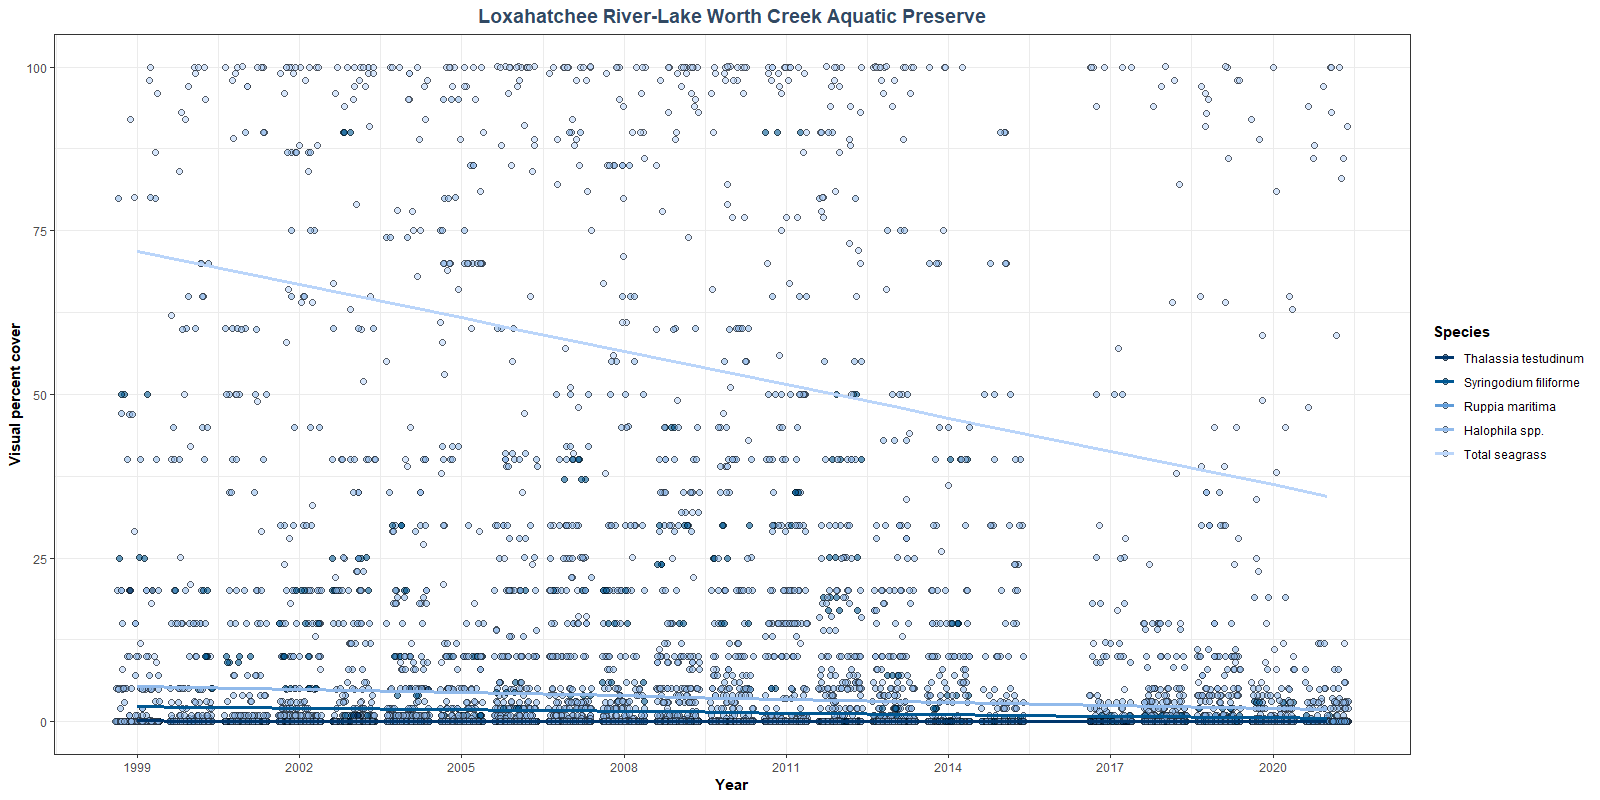 Loxahatchee River-Lake Worth Creek Aquatic Preserve
Visual percent cover
100
75
50
25
0
1999 2002 2005 2008 2011 2014 2017 2020
Year
Species
Thalassia testudinum
Syringodium filiforme
Ruppia maritima
Halophila spp.
Total seagrass